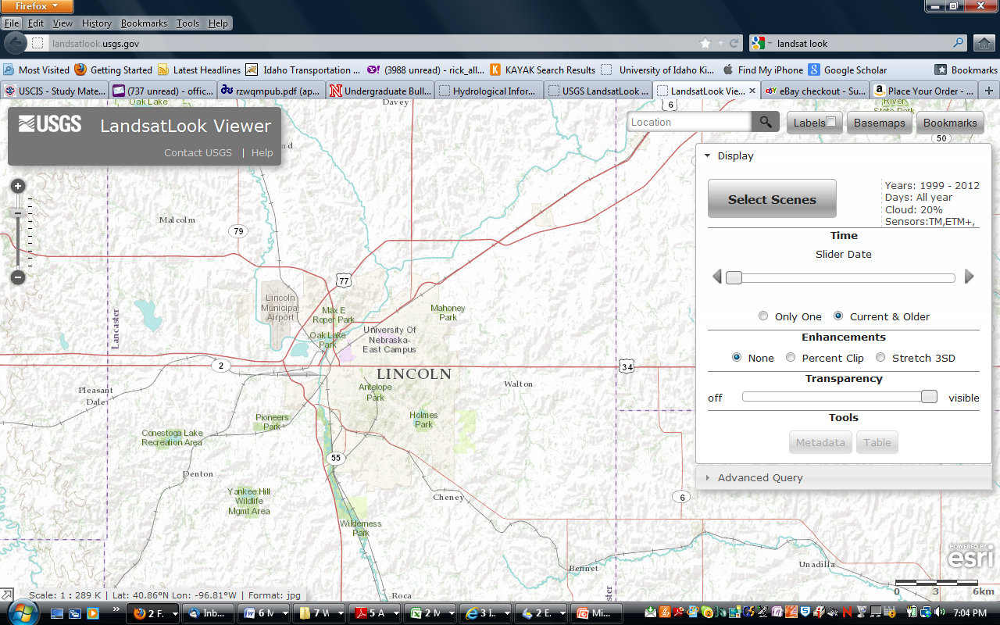 Firefox
File Edit View History Bookmarks Tools Help
landsatlook.usgs.gov
landsat look
Most Visited Getting Started Latest Headlines Idaho Transportation ... (3988 unread) - rick_all... KAYAK Search Results University of Idaho Ki... Find My iPhone Google Scholar Bookmarks
USCIS - Study Mate... (737 unread) - offic... rzwqmpub.pdf (ap... Undergraduate Bull... Hydrological Infor... USGS LandsatLook ... LandsatLook Vie... eBay checkout - Su... Place Your Order - ...
Oak Lake
Davey
6
River
State Park
USGS LandsatLook Viewer
Contact USGS | Help
Location
Labels
Basemaps
Bookmarks
50
Display
Select Scenes
Years: 1999 - 2012
Days: All year
Cloud: 20%
Sensors:TM,ETM+,
Time
Slider Date
Only One Current & Older
Enhancements
None Percent Clip Stretch 3SD
Transparency
off visible
Tools
Metadata Table
Advanced Query
Malcolm
79
77
Lincoln
Municipal
Airport
Max E
Roper Park
Mahoney
Park
Lancaster
Oak Lake
Park
University Of
Nebraska-
East Campus
2
LINCOLN
34
Pleasant
Dale
Antelope
Park
Walton
Pioneers
Park
Holmes
Park
Conestoga Lake
Recreation Area
55
Denton
Yankee Hill
Wildlife
Mgmt Area
Cheney
6
Wilderness
Park
Bennet
Unadilla
Roca
POWERED BY
esri
0 3 6km
Scale: 1 : 289 K | Lat: 40.86°N Lon: -96.81°W | Format: jpg
2 F... Inb... 6 M 7 W 5 A 2 M 3 I... 2 E... Mi... 7:04 PM